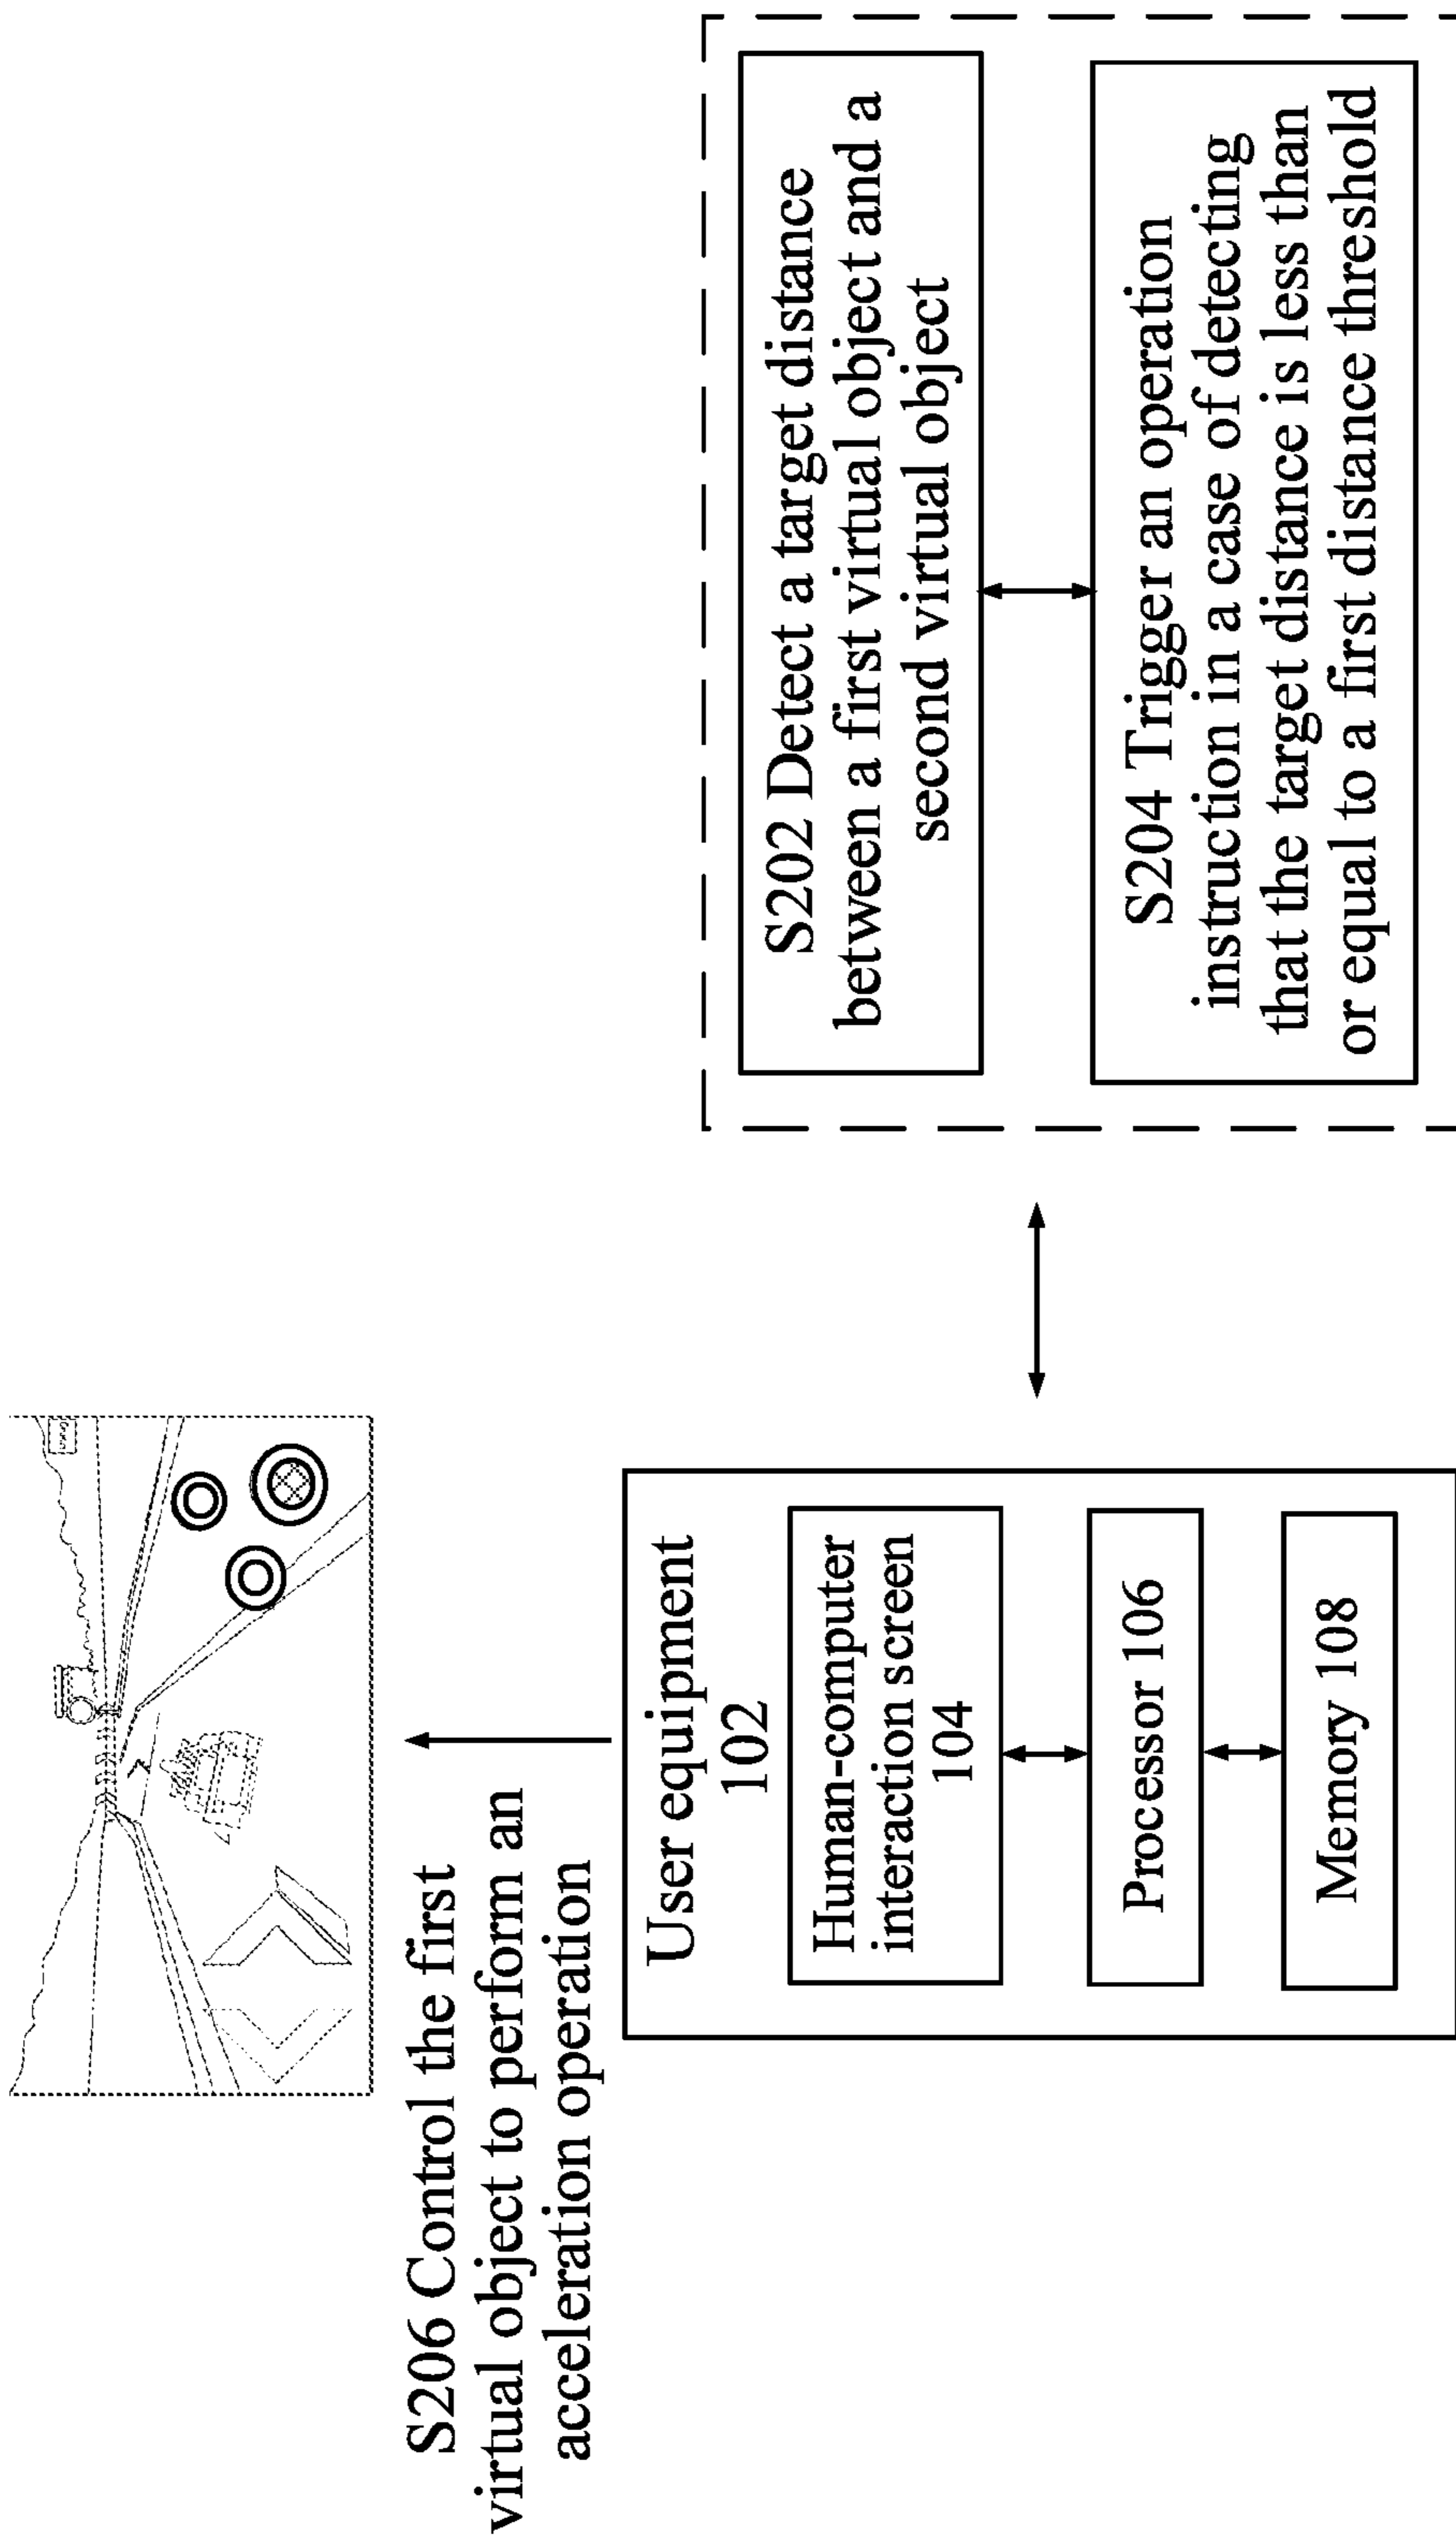 S206 Control the first
virtual object to perform an
acceleration operation
User equipment
102
Human-computer
interaction screen
104
Processor 106
Memory 108
S202 Detect a target distance
between a first virtual object and a
second virtual object
S204 Trigger an operation
instruction in a case of detecting
that the target distance is less than
or equal to a first distance threshold